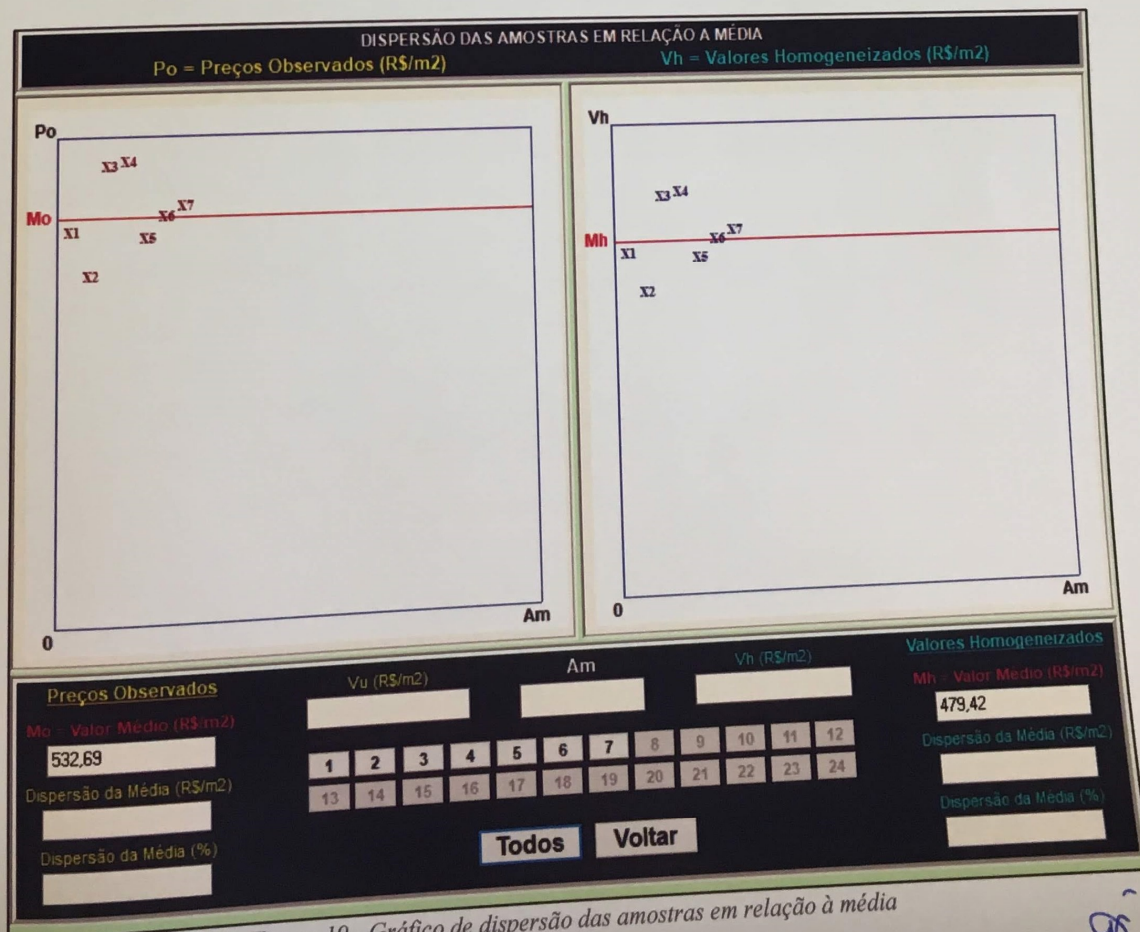 DISPERSÃO DAS AMOSTRAS EM RELAÇÃO A MÉDIA
Po = Preços Observados (R$/m2)
Vh = Valores Homogeneizados (R$/m2)
Po
X3 X4
Mo
X6 X7
X1
X5
X2
0
Am
Vh
X3 X4
Mh
X6 X7
X1
X5
X2
0
Am
Preços Observados
Mo = Valor Médio (R$/m2)
532,69
Dispersão da Média (R$/m2)
Dispersão da Média (%)
Vu (R$/m2)
Am
Vh (R$/m2)
1 2 3 4 5 6 7 8 9 10 11 12
13 14 15 16 17 18 19 20 21 22 23 24
Todos
Voltar
Valores Homogeneizados
Mh = Valor Médio (R$/m2)
479,42
Dispersão da Média (R$/m2)
Dispersão da Média (%)
Gráfico de dispersão das amostras em relação à média